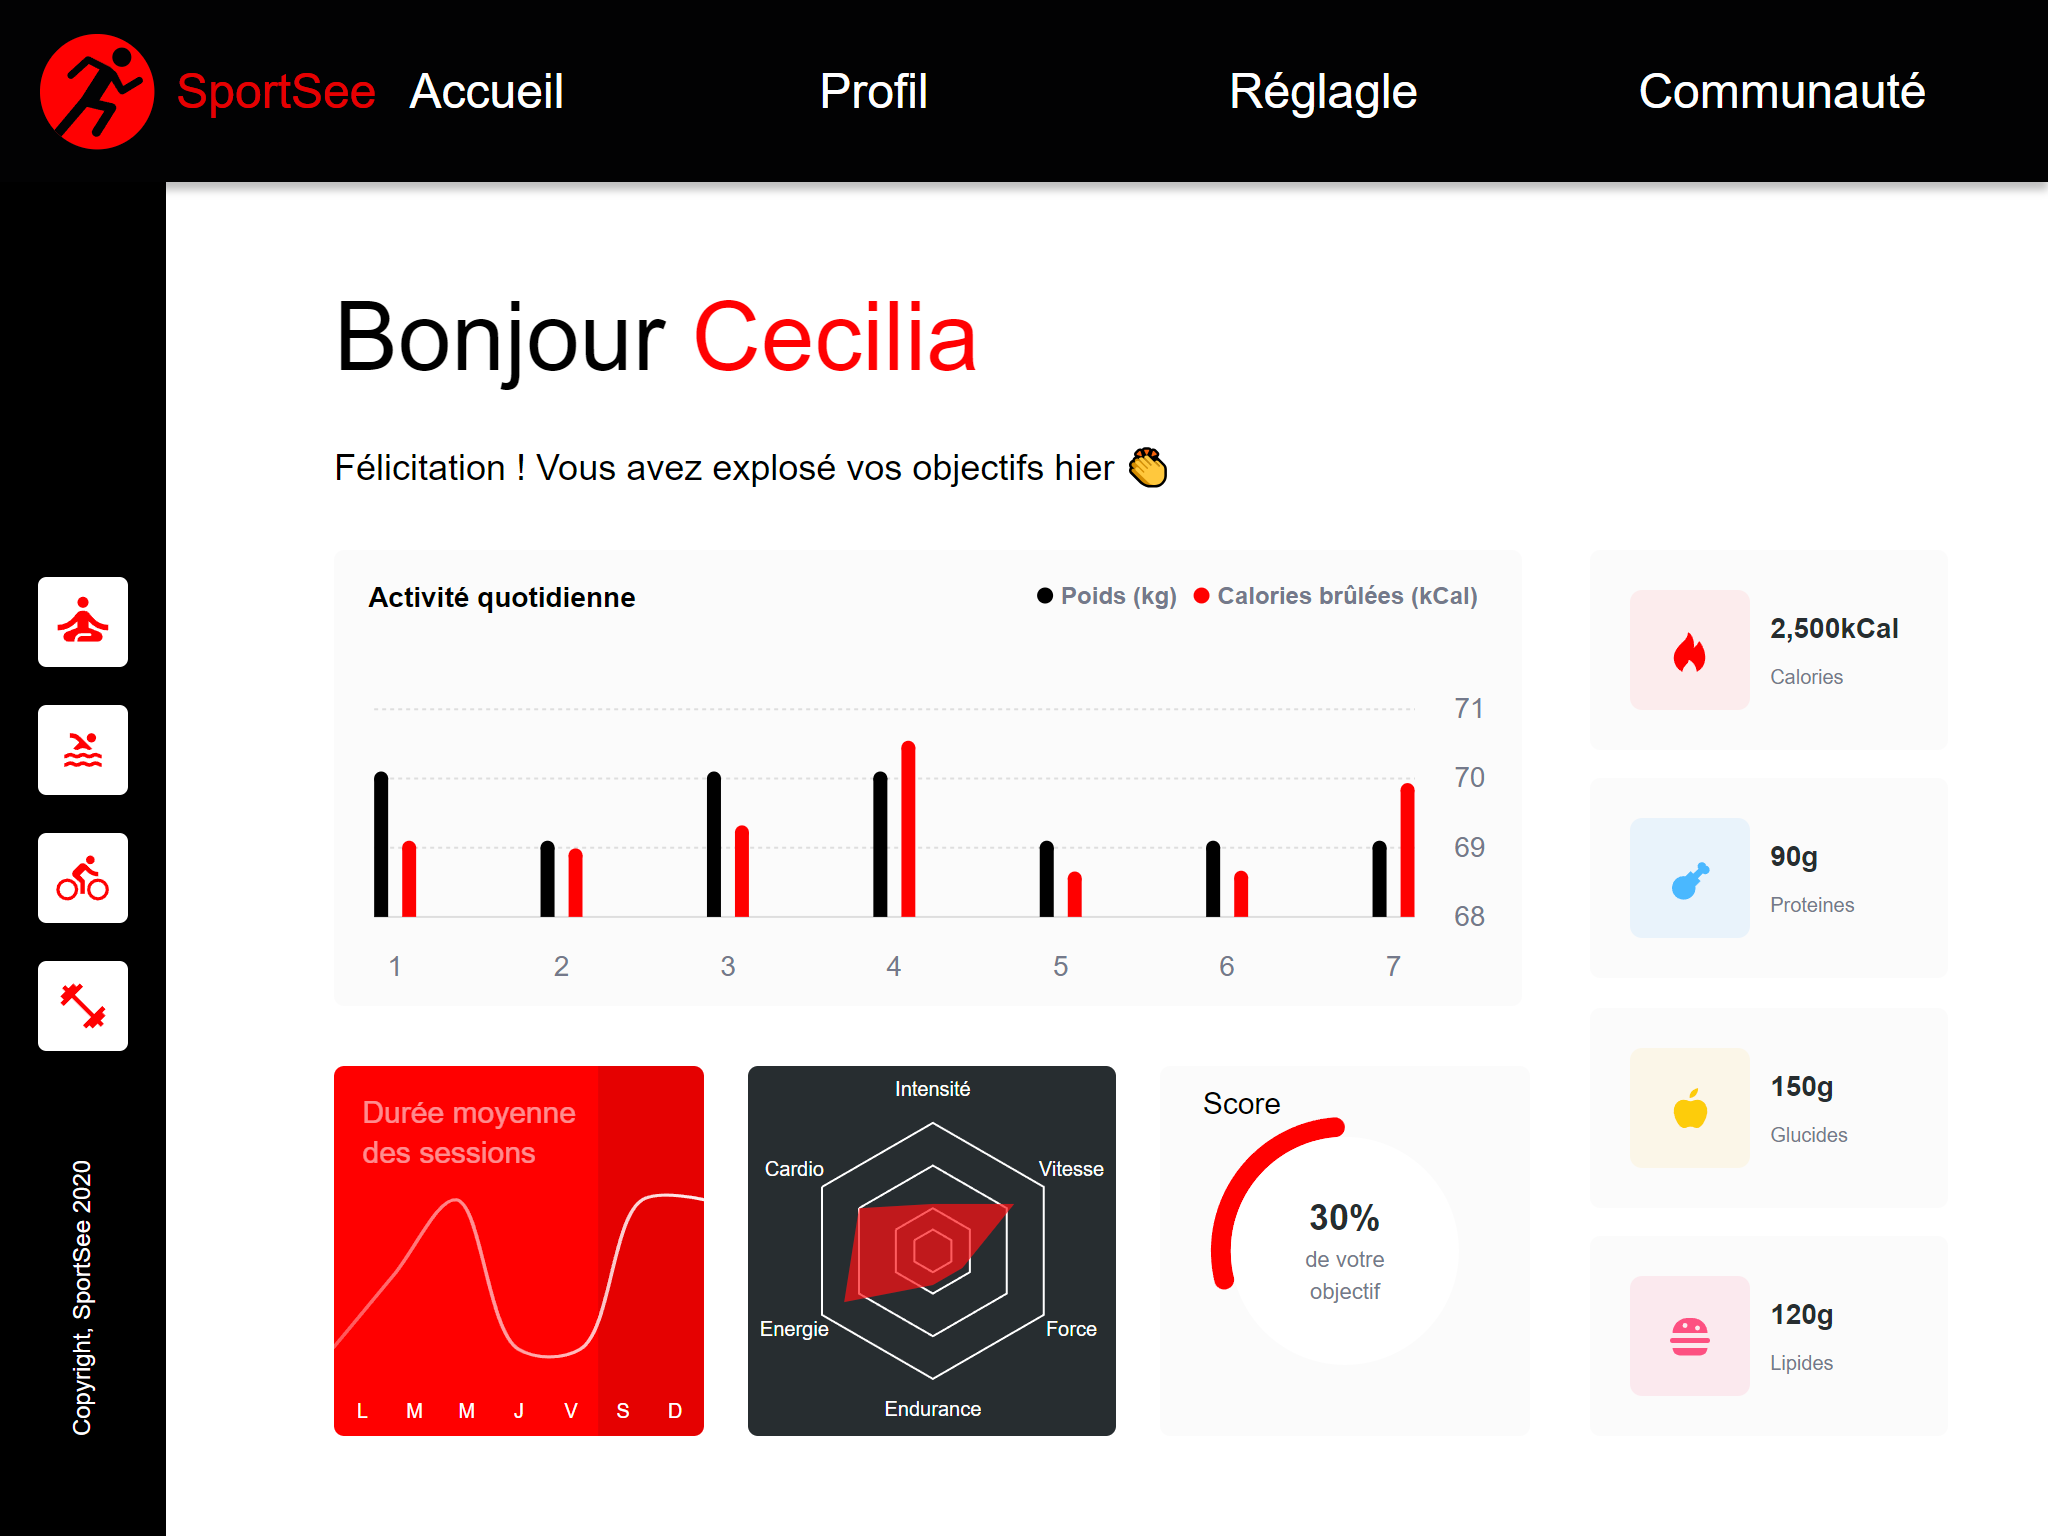 SportSee
Accueil
Profil
Réglagle
Communauté
Bonjour Cecilia
Félicitation ! Vous avez explosé vos objectifs hier 👏
Activité quotidienne
Poids (kg)
Calories brûlées (kCal)
71
70
69
68
1
2
3
4
5
6
7
Durée moyenne
des sessions
L
M
M
J
V
S
D
Intensité
Vitesse
Force
Endurance
Energie
Cardio
Score
30%
de votre
objectif
2,500kCal
Calories
90g
Proteines
150g
Glucides
120g
Lipides
Copyright, SportSee 2020